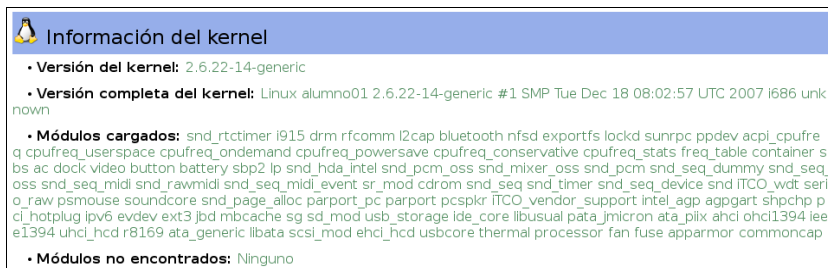 Información del kernel
• Versión del kernel: 2.6.22-14-generic
• Versión completa del kernel: Linux alumno01 2.6.22-14-generic #1 SMP Tue Dec 18 08:02:57 UTC 2007 i686 unk
nown
• Módulos cargados: snd_rtctimer i915 drm rfcomm l2cap bluetooth nfsd exportfs lockd sunrpc ppdev acpi_cpufre
q cpufreq_userspace cpufreq_ondemand cpufreq_powersave cpufreq_conservative cpufreq_stats freq_table container s
bs ac dock video button battery sbp2 lp snd_hda_intel snd_pcm_oss snd_mixer_oss snd_pcm snd_seq_dummy snd_seq_
oss snd_seq_midi snd_rawmidi snd_seq_midi_event sr_mod cdrom snd_seq snd_timer snd_seq_device snd iTCO_wdt seri
o_raw psmouse soundcore snd_page_alloc parport_pc parport pcspkr iTCO_vendor_support intel_agp agpgart shpchp p
ci_hotplug ipv6 evdev ext3 jbd mbcache sg sd_mod usb_storage ide_core libusual pata_jmicron ata_piix ahci ohci1394 iee
e1394 uhci_hcd r8169 ata_generic libata scsi_mod ehci_hcd usbcore thermal processor fan fuse apparmor commoncap
• Módulos no encontrados: Ninguno